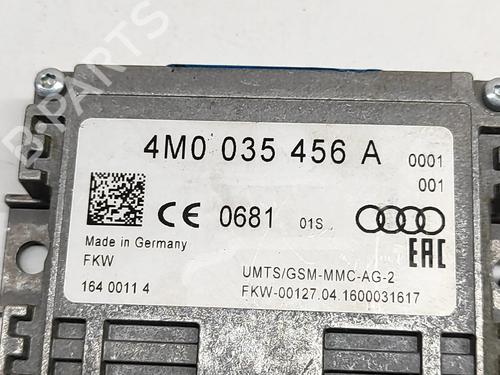 B-PARTS
4M0 035 456 A 0001
001
CE 0681 01S
Made in Germany
EAC
FKW
UMTS/GSM-MMC-AG-2
164 0011 4
FKW-00127.04.1600031617